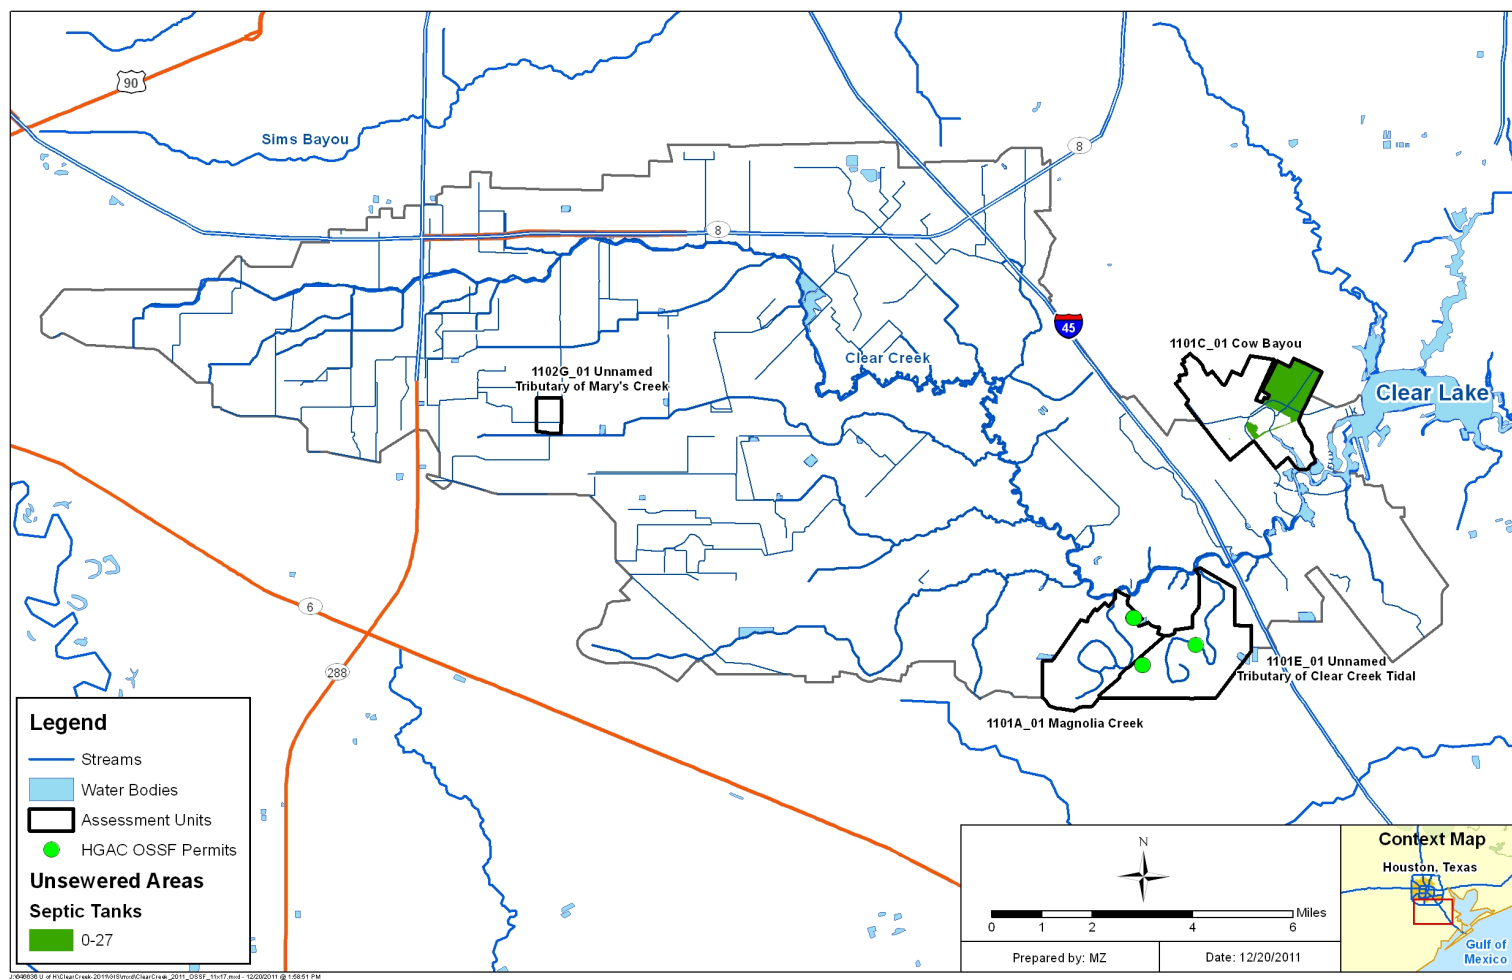 90
Sims Bayou
8
8
45
1101C_01 Cow Bayou
Clear Creek
1102G_01 Unnamed
Tributary of Mary's Creek
Clear Lake
6
288
1101E_01 Unnamed
Tributary of Clear Creek Tidal
1101A_01 Magnolia Creek
Legend
Streams
Water Bodies
Assessment Units
HGAC OSSF Permits
Unsewered Areas
Septic Tanks
0-27
N
Miles
0 1 2 4 6
Prepared by: MZ
Date: 12/20/2011
Context Map
Houston, Texas
Gulf of
Mexico